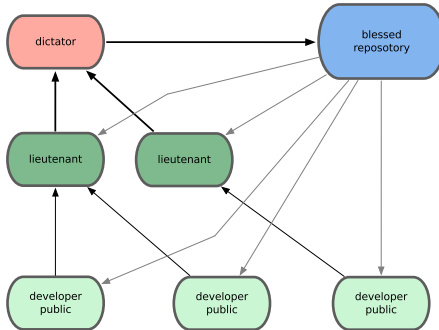 dictator
blessed
reposotory
lieutenant
lieutenant
developer
public
developer
public
developer
public